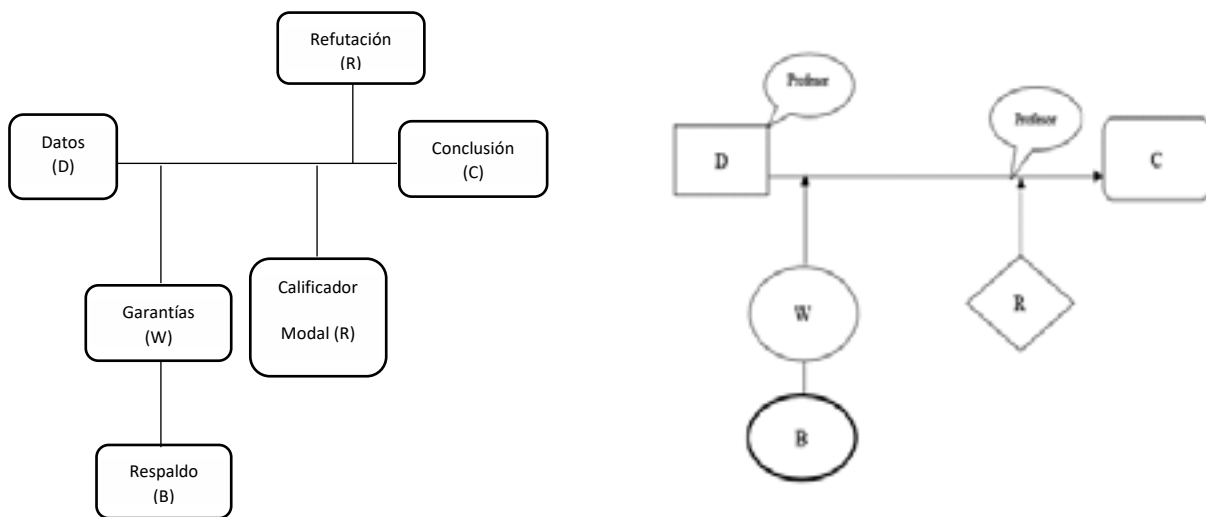 Refutación
(R)
Datos
(D)
Conclusión
(C)
Calificador
Modal (R)
Garantías
(W)
Respaldo
(B)
Profesor
Profesor
D
C
W
R
B